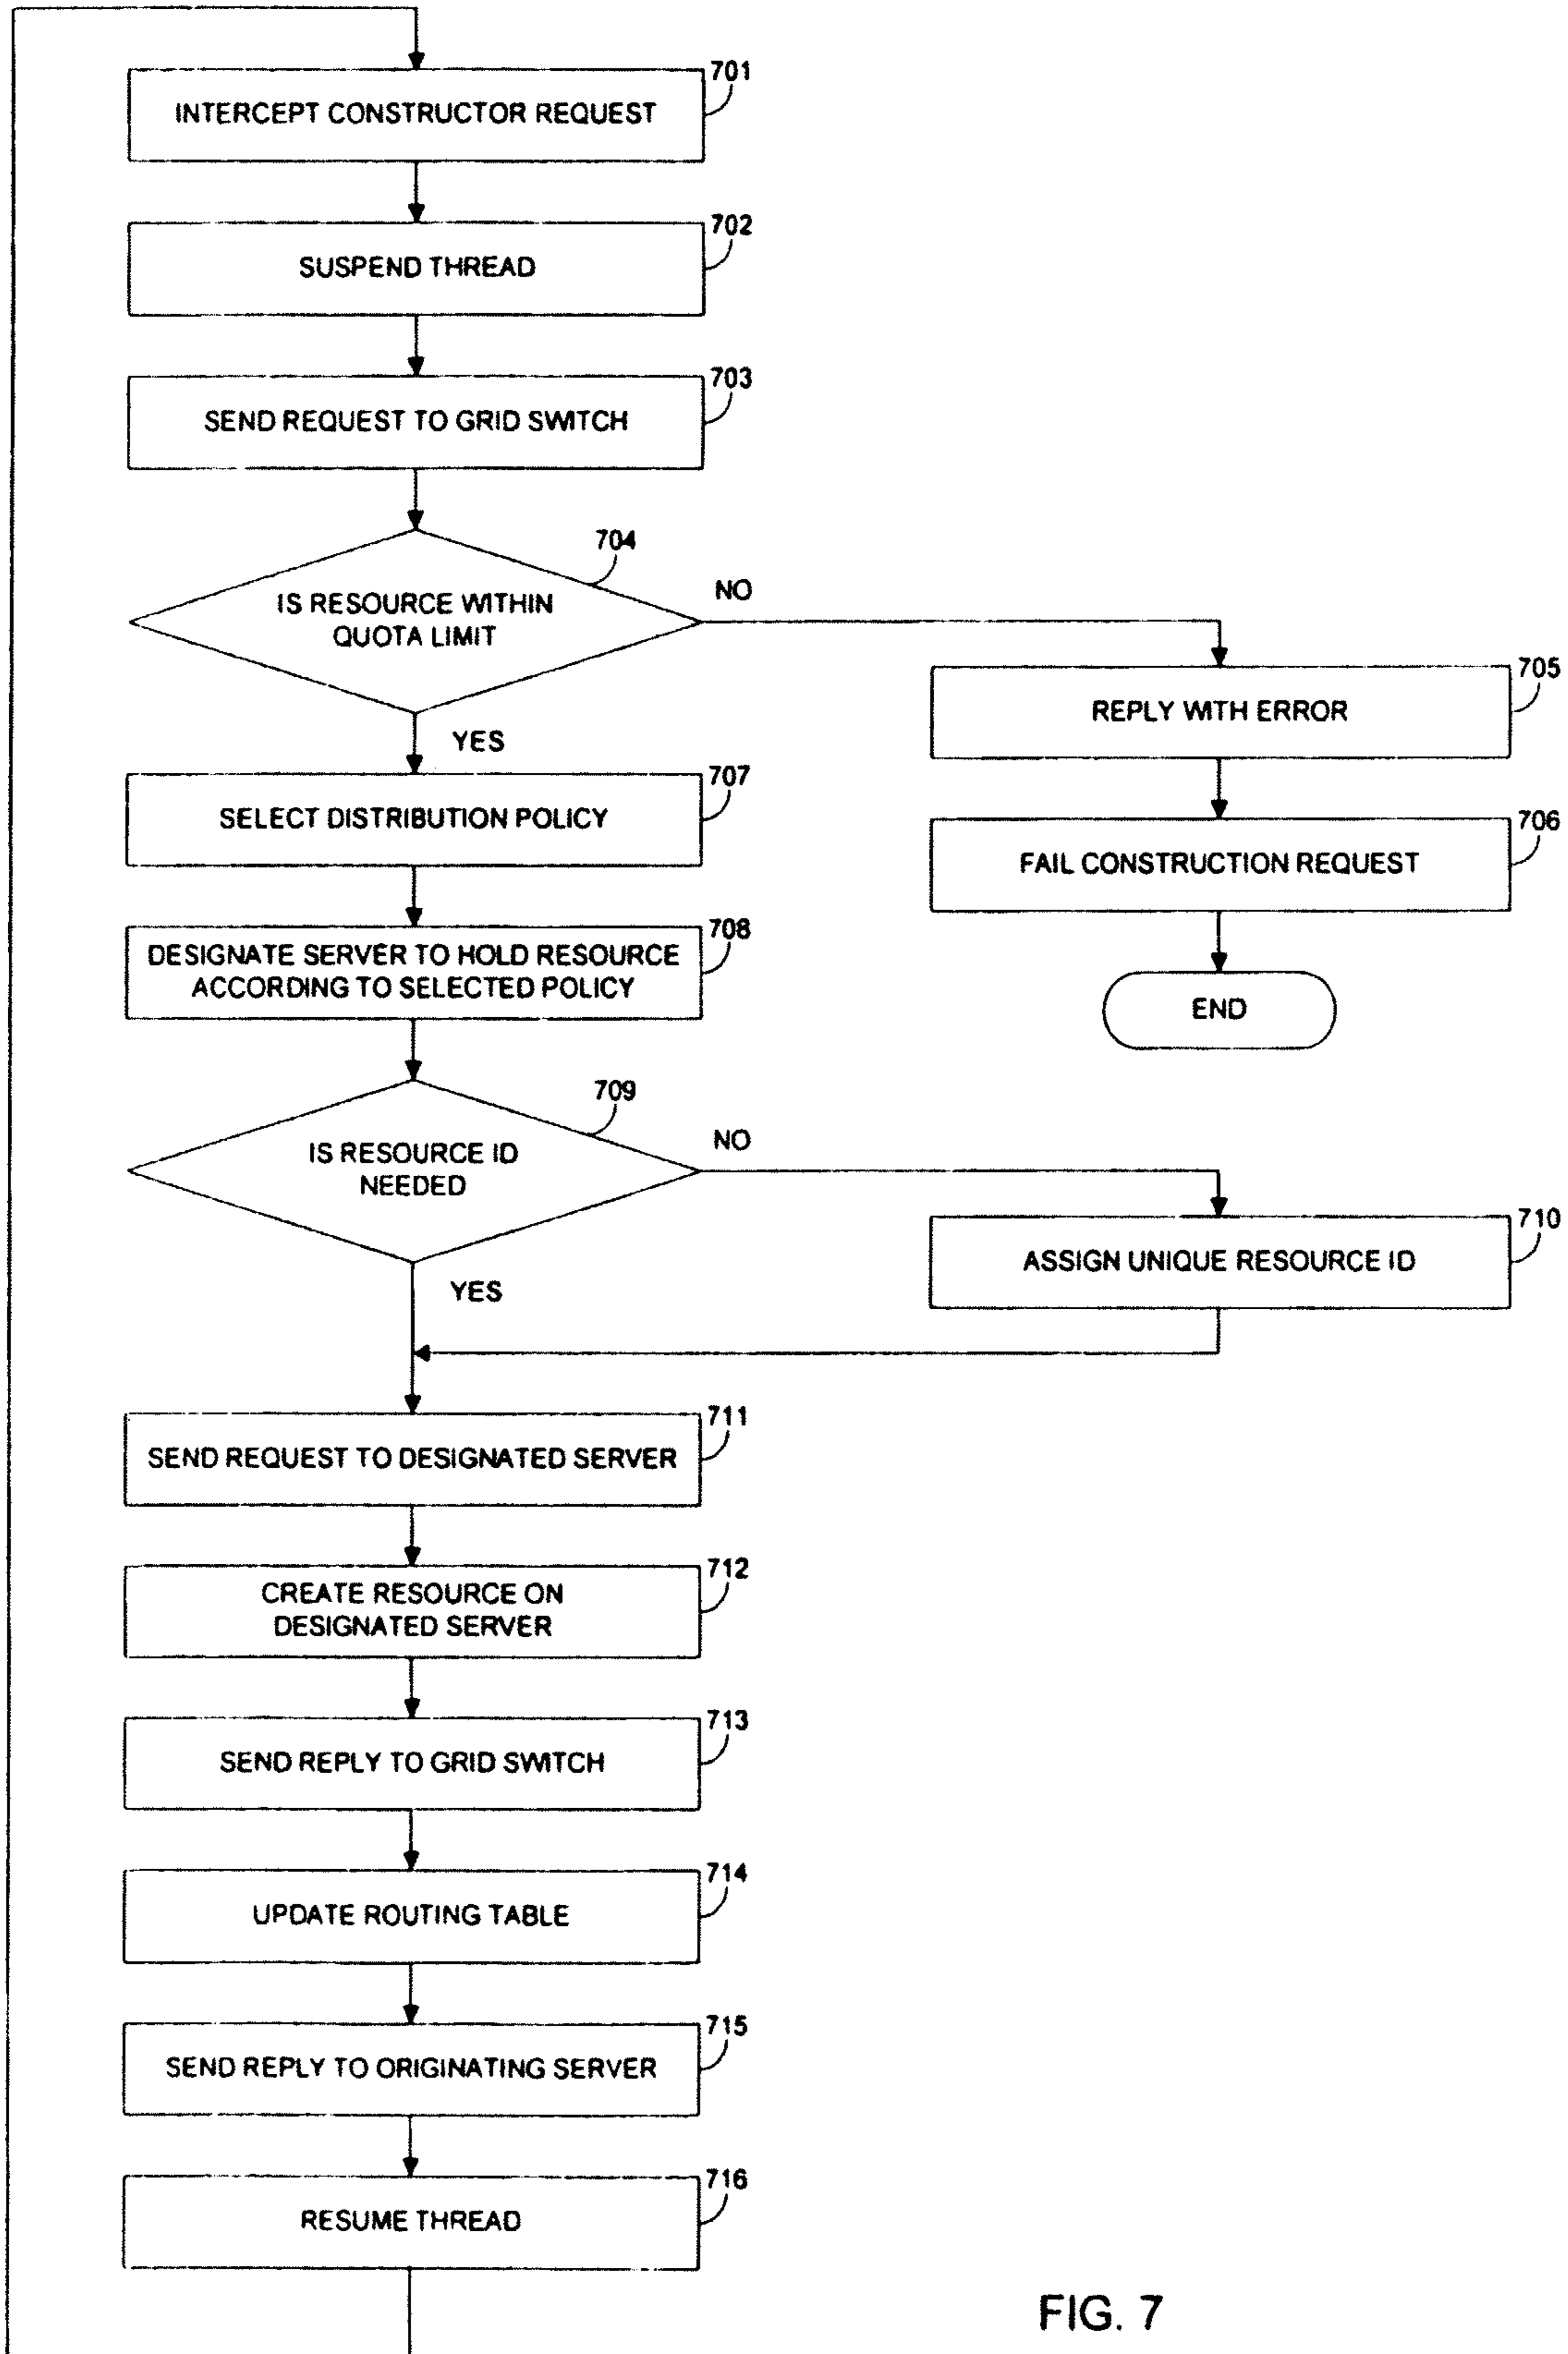 701
INTERCEPT CONSTRUCTOR REQUEST
702
SUSPEND THREAD
703
SEND REQUEST TO GRID SWITCH
704
IS RESOURCE WITHIN
QUOTA LIMIT
NO
YES
705
REPLY WITH ERROR
706
FAIL CONSTRUCTION REQUEST
END
707
SELECT DISTRIBUTION POLICY
708
DESIGNATE SERVER TO HOLD RESOURCE
ACCORDING TO SELECTED POLICY
709
IS RESOURCE ID
NEEDED
NO
YES
710
ASSIGN UNIQUE RESOURCE ID
711
SEND REQUEST TO DESIGNATED SERVER
712
CREATE RESOURCE ON
DESIGNATED SERVER
713
SEND REPLY TO GRID SWITCH
714
UPDATE ROUTING TABLE
715
SEND REPLY TO ORIGINATING SERVER
716
RESUME THREAD
FIG. 7